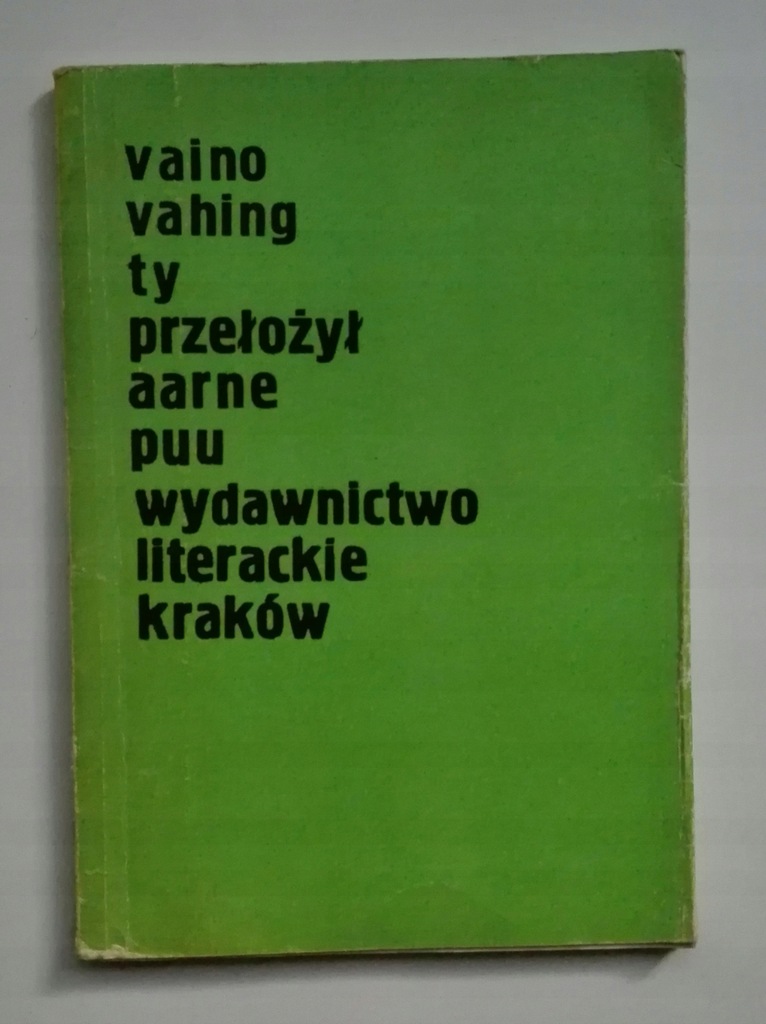 vaino
vahing
ty
przełożył
aarne
puu
wydawnictwo
literackie
kraków